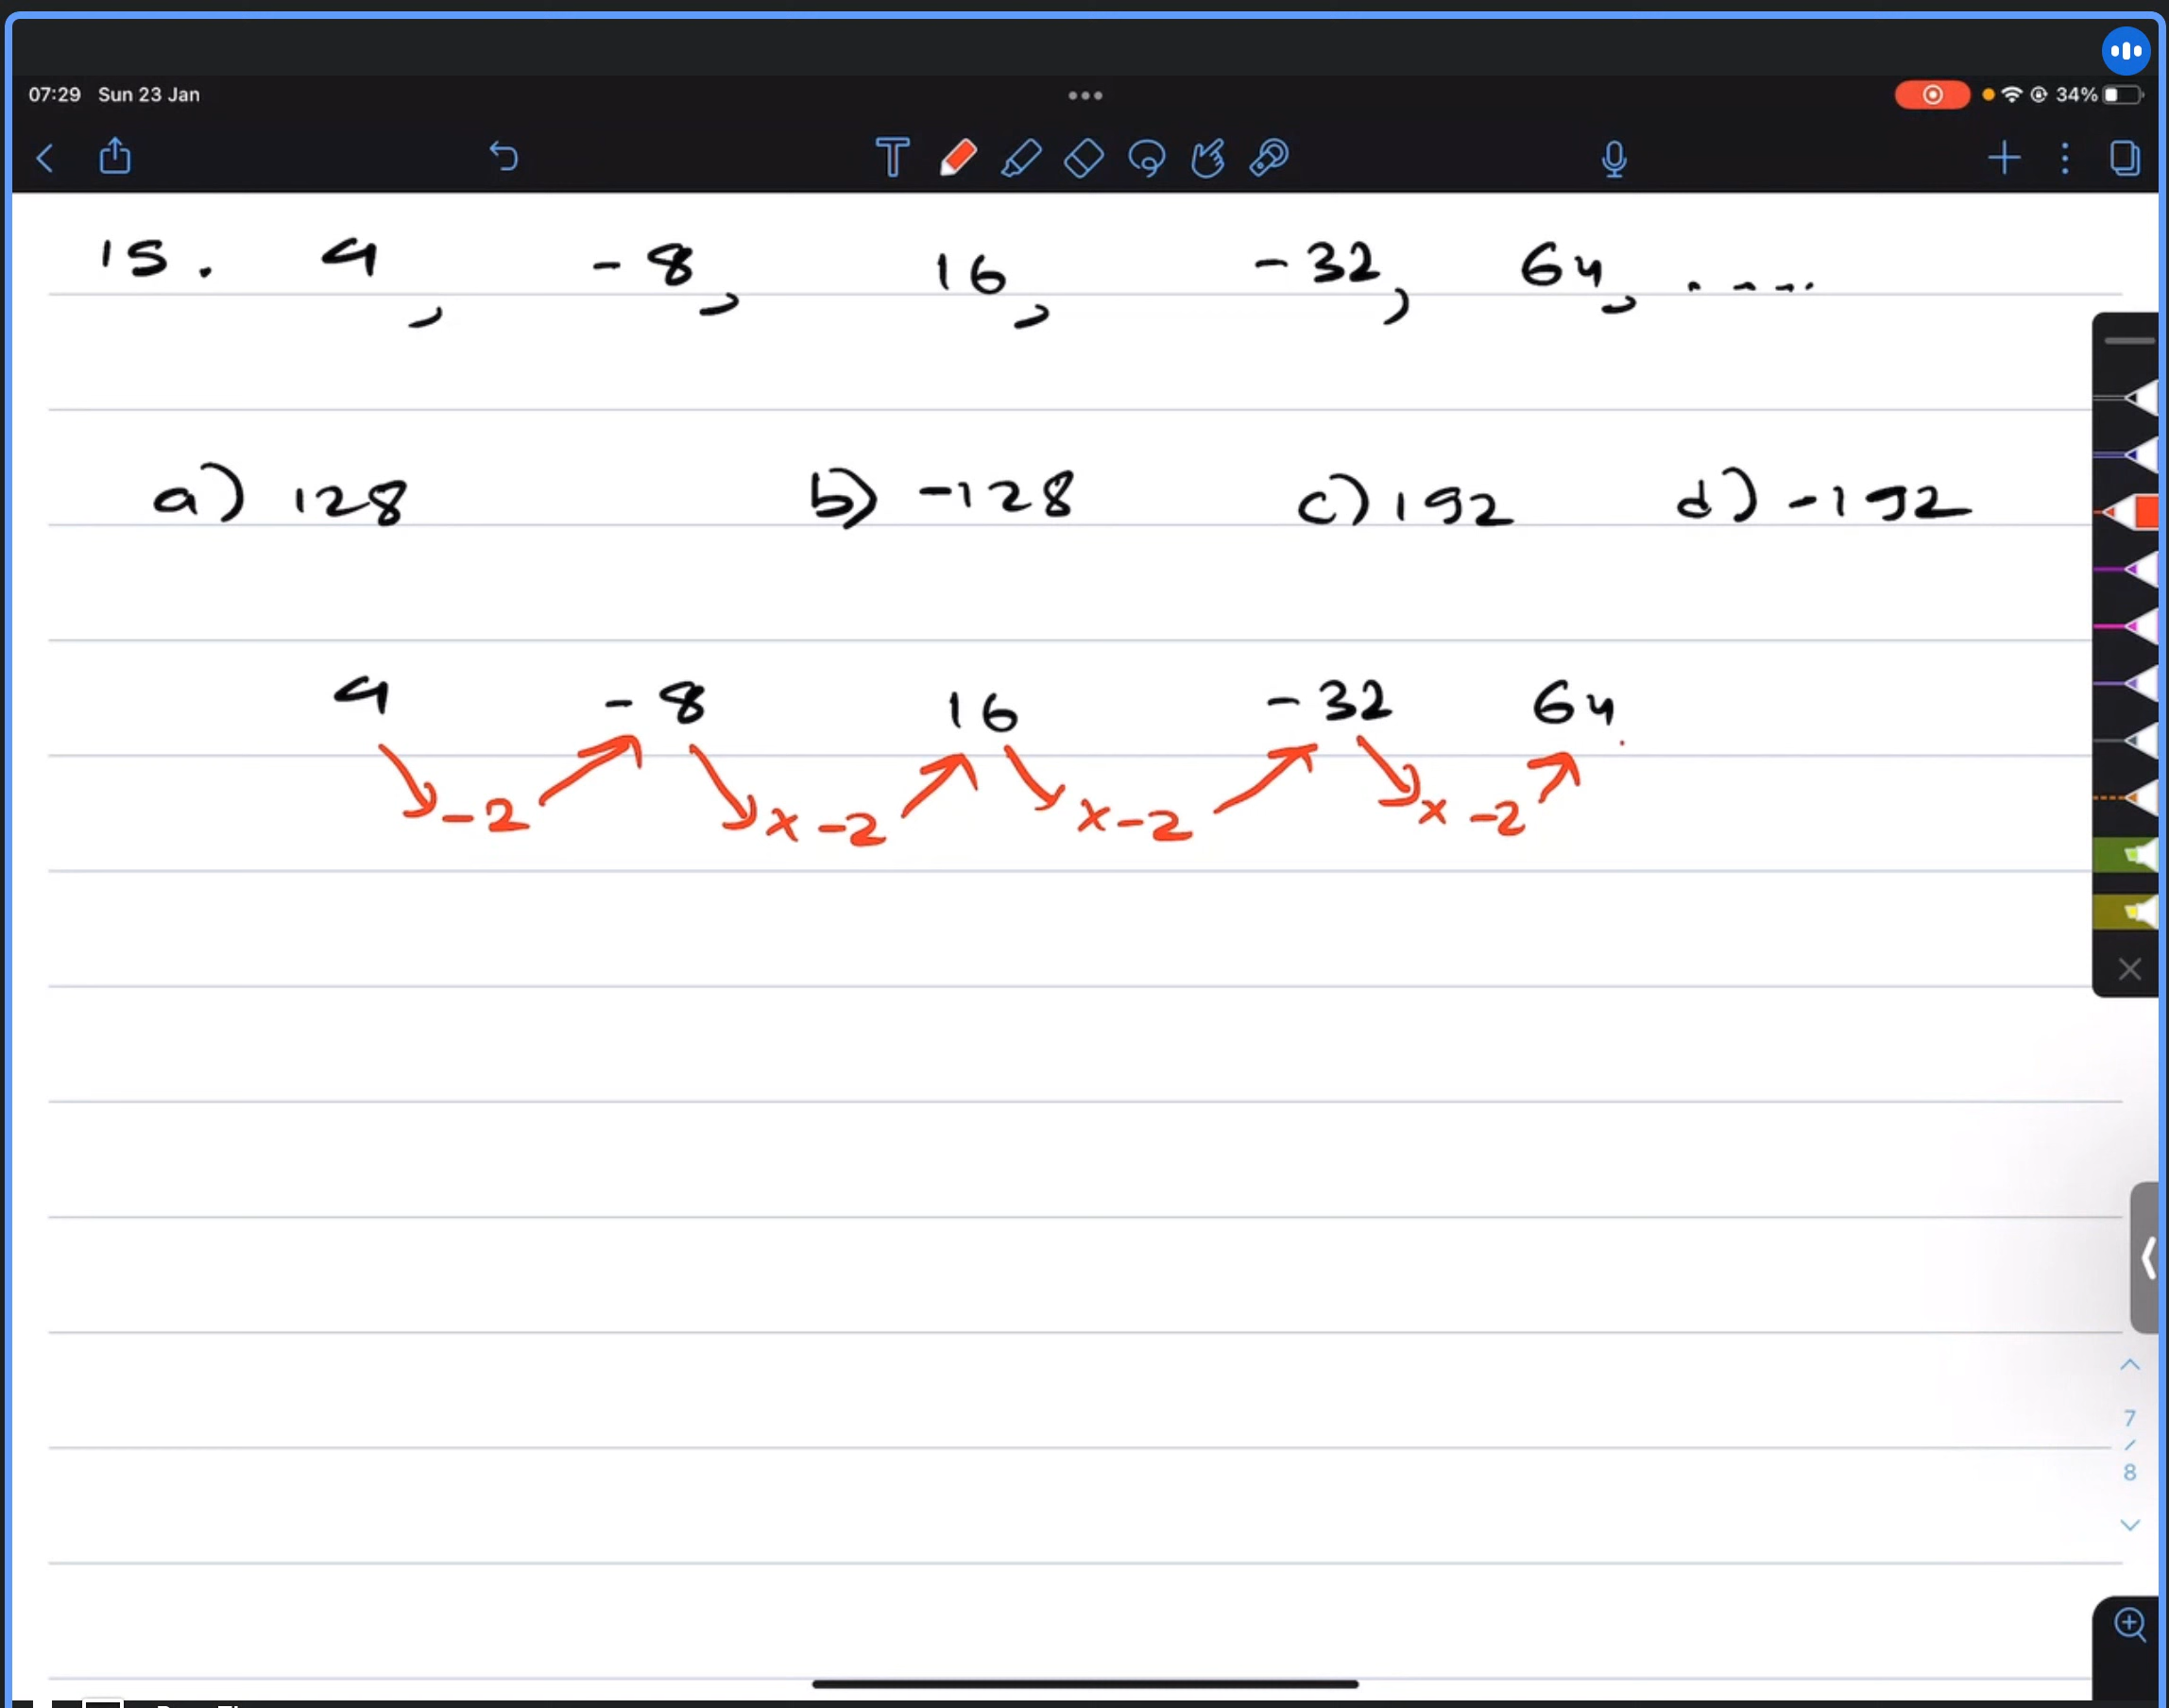 07:29 Sun 23 Jan 34%
15. 4, -8, 16, -32, 64, .....
a) 128 b) -128 c) 192 d) -192
4 -8 16 -32 64
-2 x -2 x -2 x -2
7
/
8